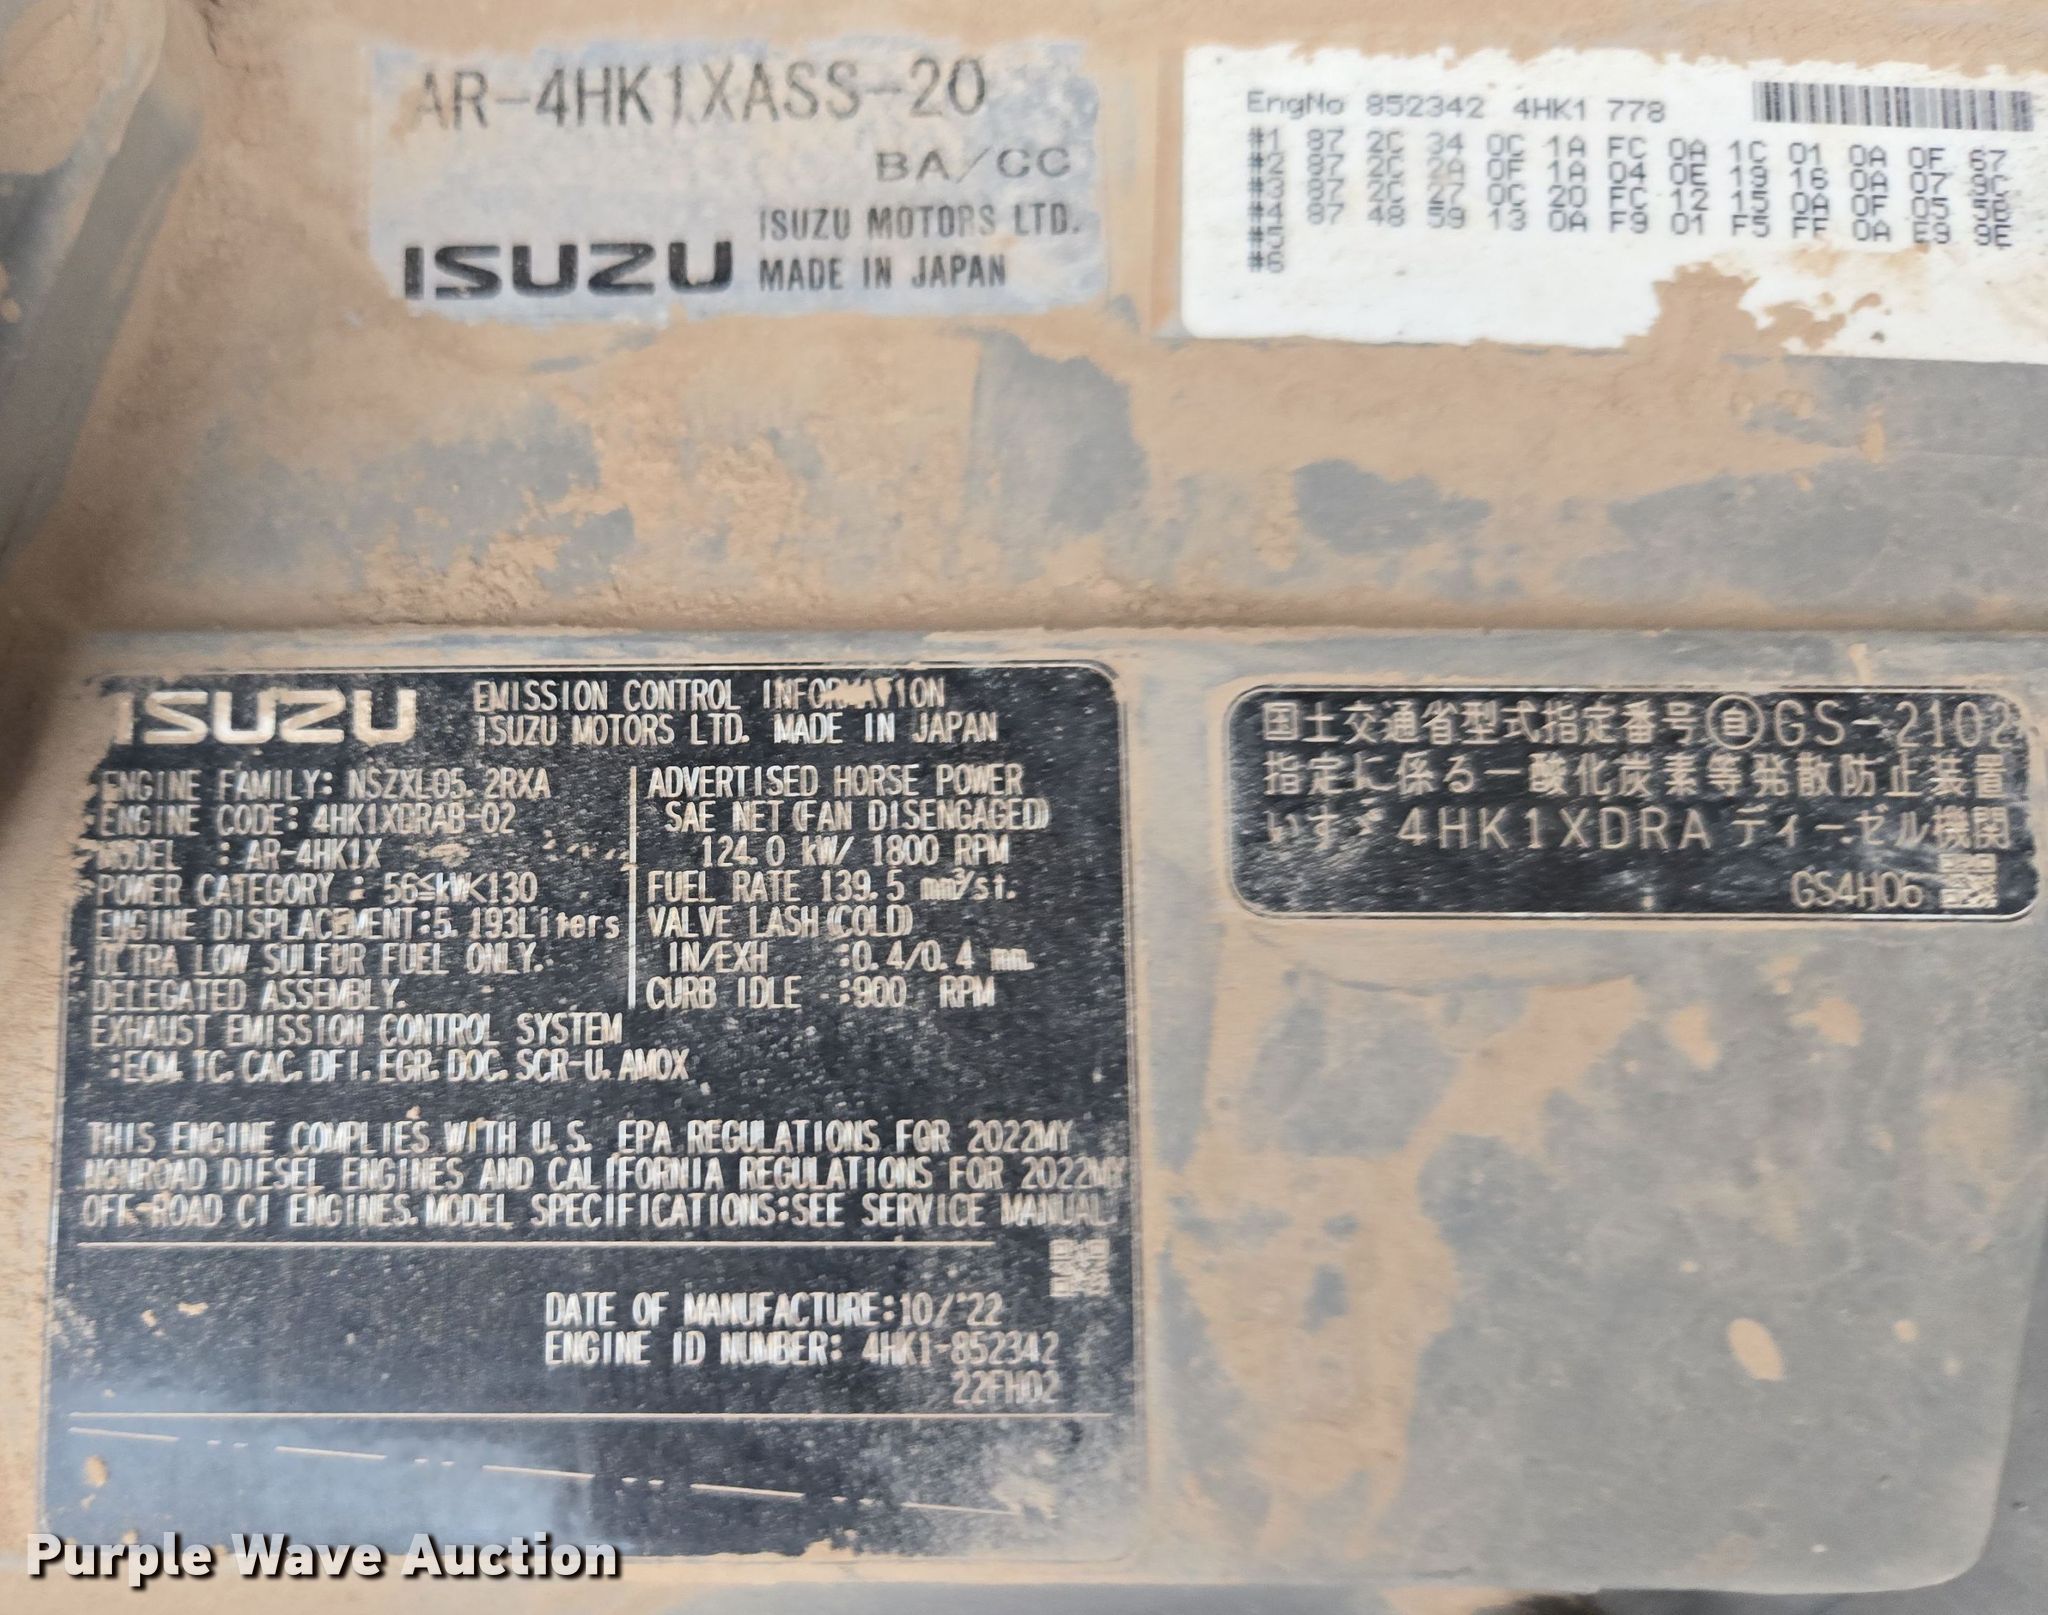 AR-4HK1XASS-20
BA/CC
ISUZU
ISUZU MOTORS LTD.
MADE IN JAPAN
EngNo 852342 4HK1 778
#1 87 2C 34 0C 1A FC 0A 1C 01 0A 0F 67
#2 87 2C 2A 0F 1A 04 0E 19 16 0A 07 9C
#3 87 2C 27 0C 20 FC 12 15 0A 0F 05 5B
#4 87 48 59 13 0A F9 01 F5 FF 0A E9 9E
#5
#6
ISUZU
EMISSION CONTROL INFORMATION
ISUZU MOTORS LTD. MADE IN JAPAN
ENGINE FAMILY: NSZXL05.2RXA
ENGINE CODE: 4HK1XDRAB-02
MODEL : AR-4HK1X
POWER CATEGORY : 56≤kW<130
ENGINE DISPLACEMENT:5.193Liters
ULTRA LOW SULFUR FUEL ONLY.
DELEGATED ASSEMBLY.
EXHAUST EMISSION CONTROL SYSTEM
:ECM. TC. CAC. DFI. EGR. DOC. SCR-U. AMOX
ADVERTISED HORSE POWER
SAE NET (FAN DISENGAGED)
124.0 kW/ 1800 RPM
FUEL RATE 139.5 mm³/st.
VALVE LASH(COLD)
IN/EXH :0.4/0.4 mm.
CURB IDLE :900 RPM
THIS ENGINE COMPLIES WITH U.S. EPA REGULATIONS FOR 2022MY
NONROAD DIESEL ENGINES AND CALIFORNIA REGULATIONS FOR 2022MY
OFF-ROAD CI ENGINES. MODEL SPECIFICATIONS:SEE SERVICE MANUAL.
DATE OF MANUFACTURE:10/'22
ENGINE ID NUMBER: 4HK1-852342
22FH02
国土交通省型式指定番号 自 GS-2102
指定に係る一酸化炭素等発散防止装置
いすゞ 4HK1XDRA ディーゼル機関
GS4H06
Purple Wave Auction